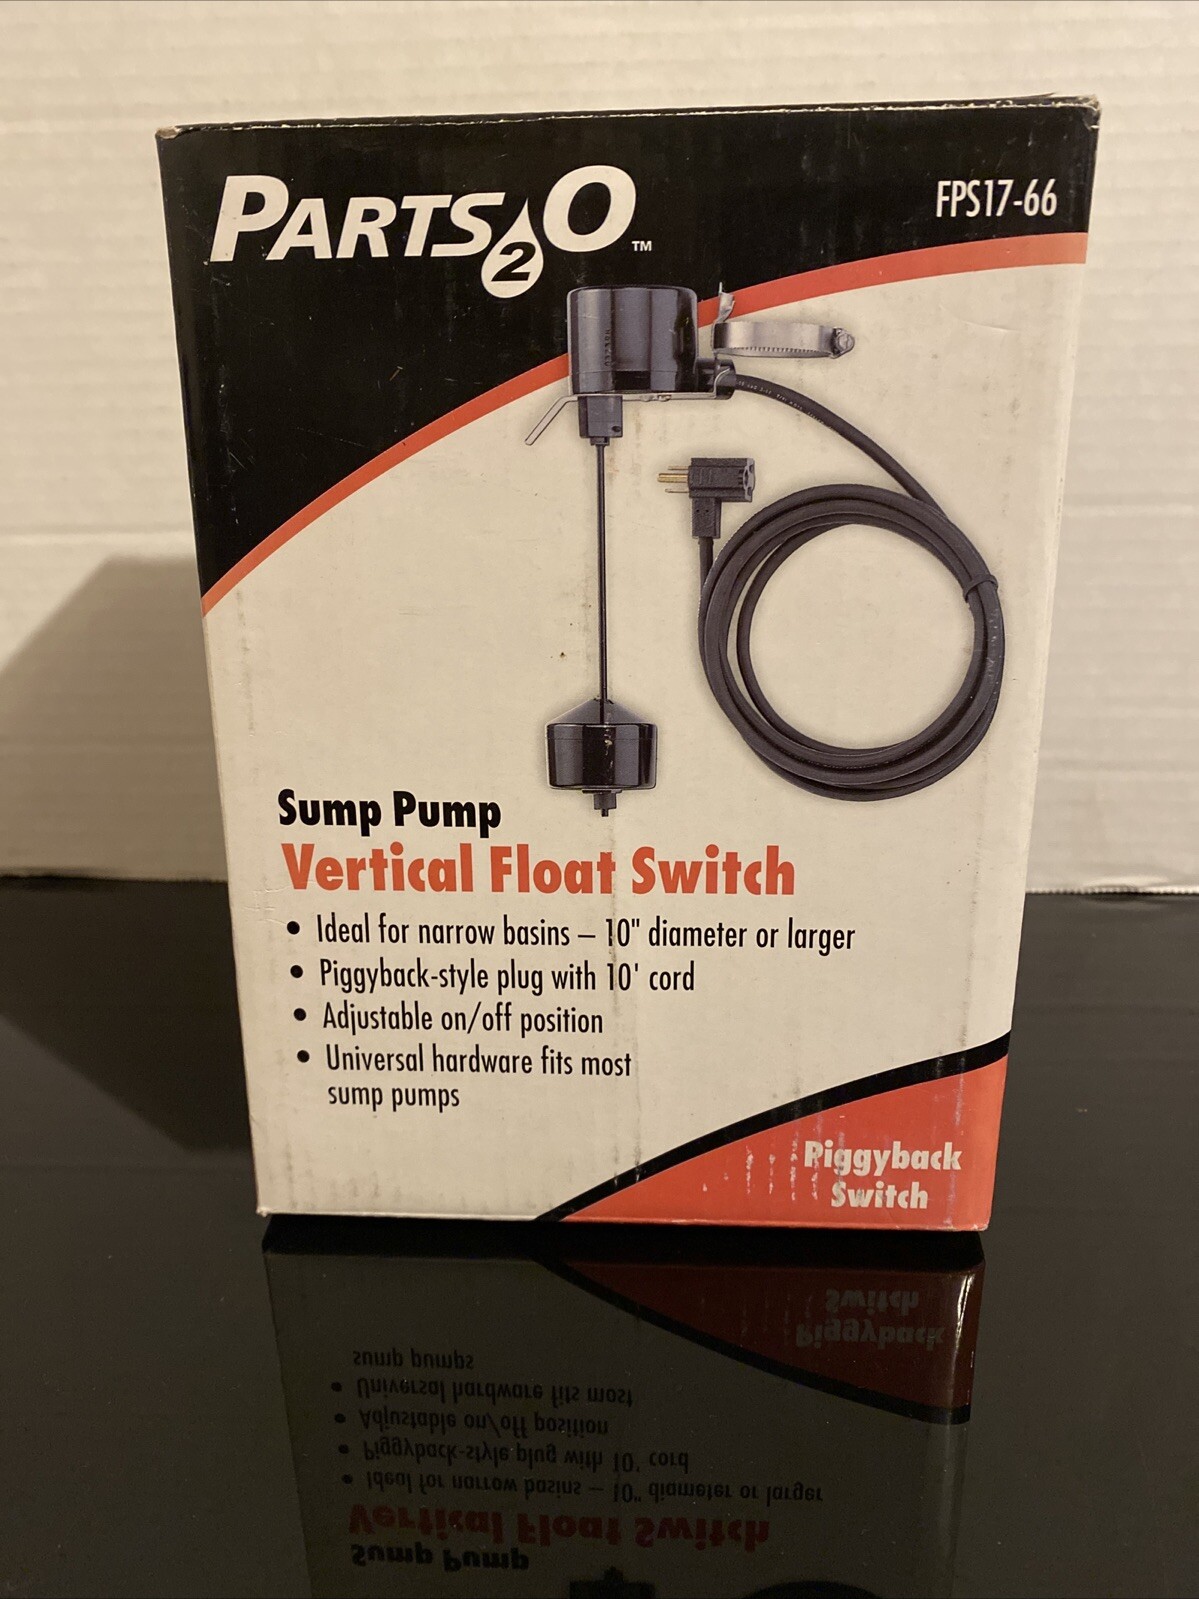 PARTS2O™
FPS17-66
Sump Pump
Vertical Float Switch
• Ideal for narrow basins – 10" diameter or larger
• Piggyback-style plug with 10' cord
• Adjustable on/off position
• Universal hardware fits most
sump pumps
Piggyback
Switch